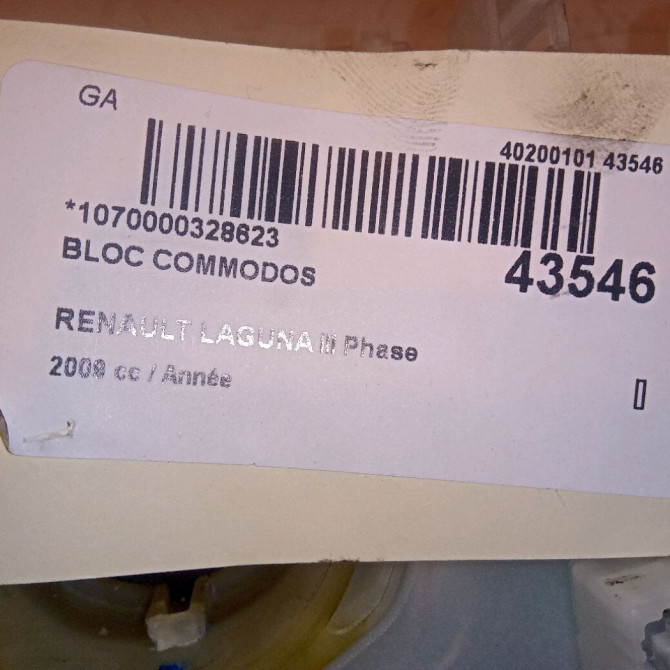 GA
40200101 43546
*1070000328623
43546
BLOC COMMODOS
RENAULT LAGUNA III Phase
2009 cc / Année